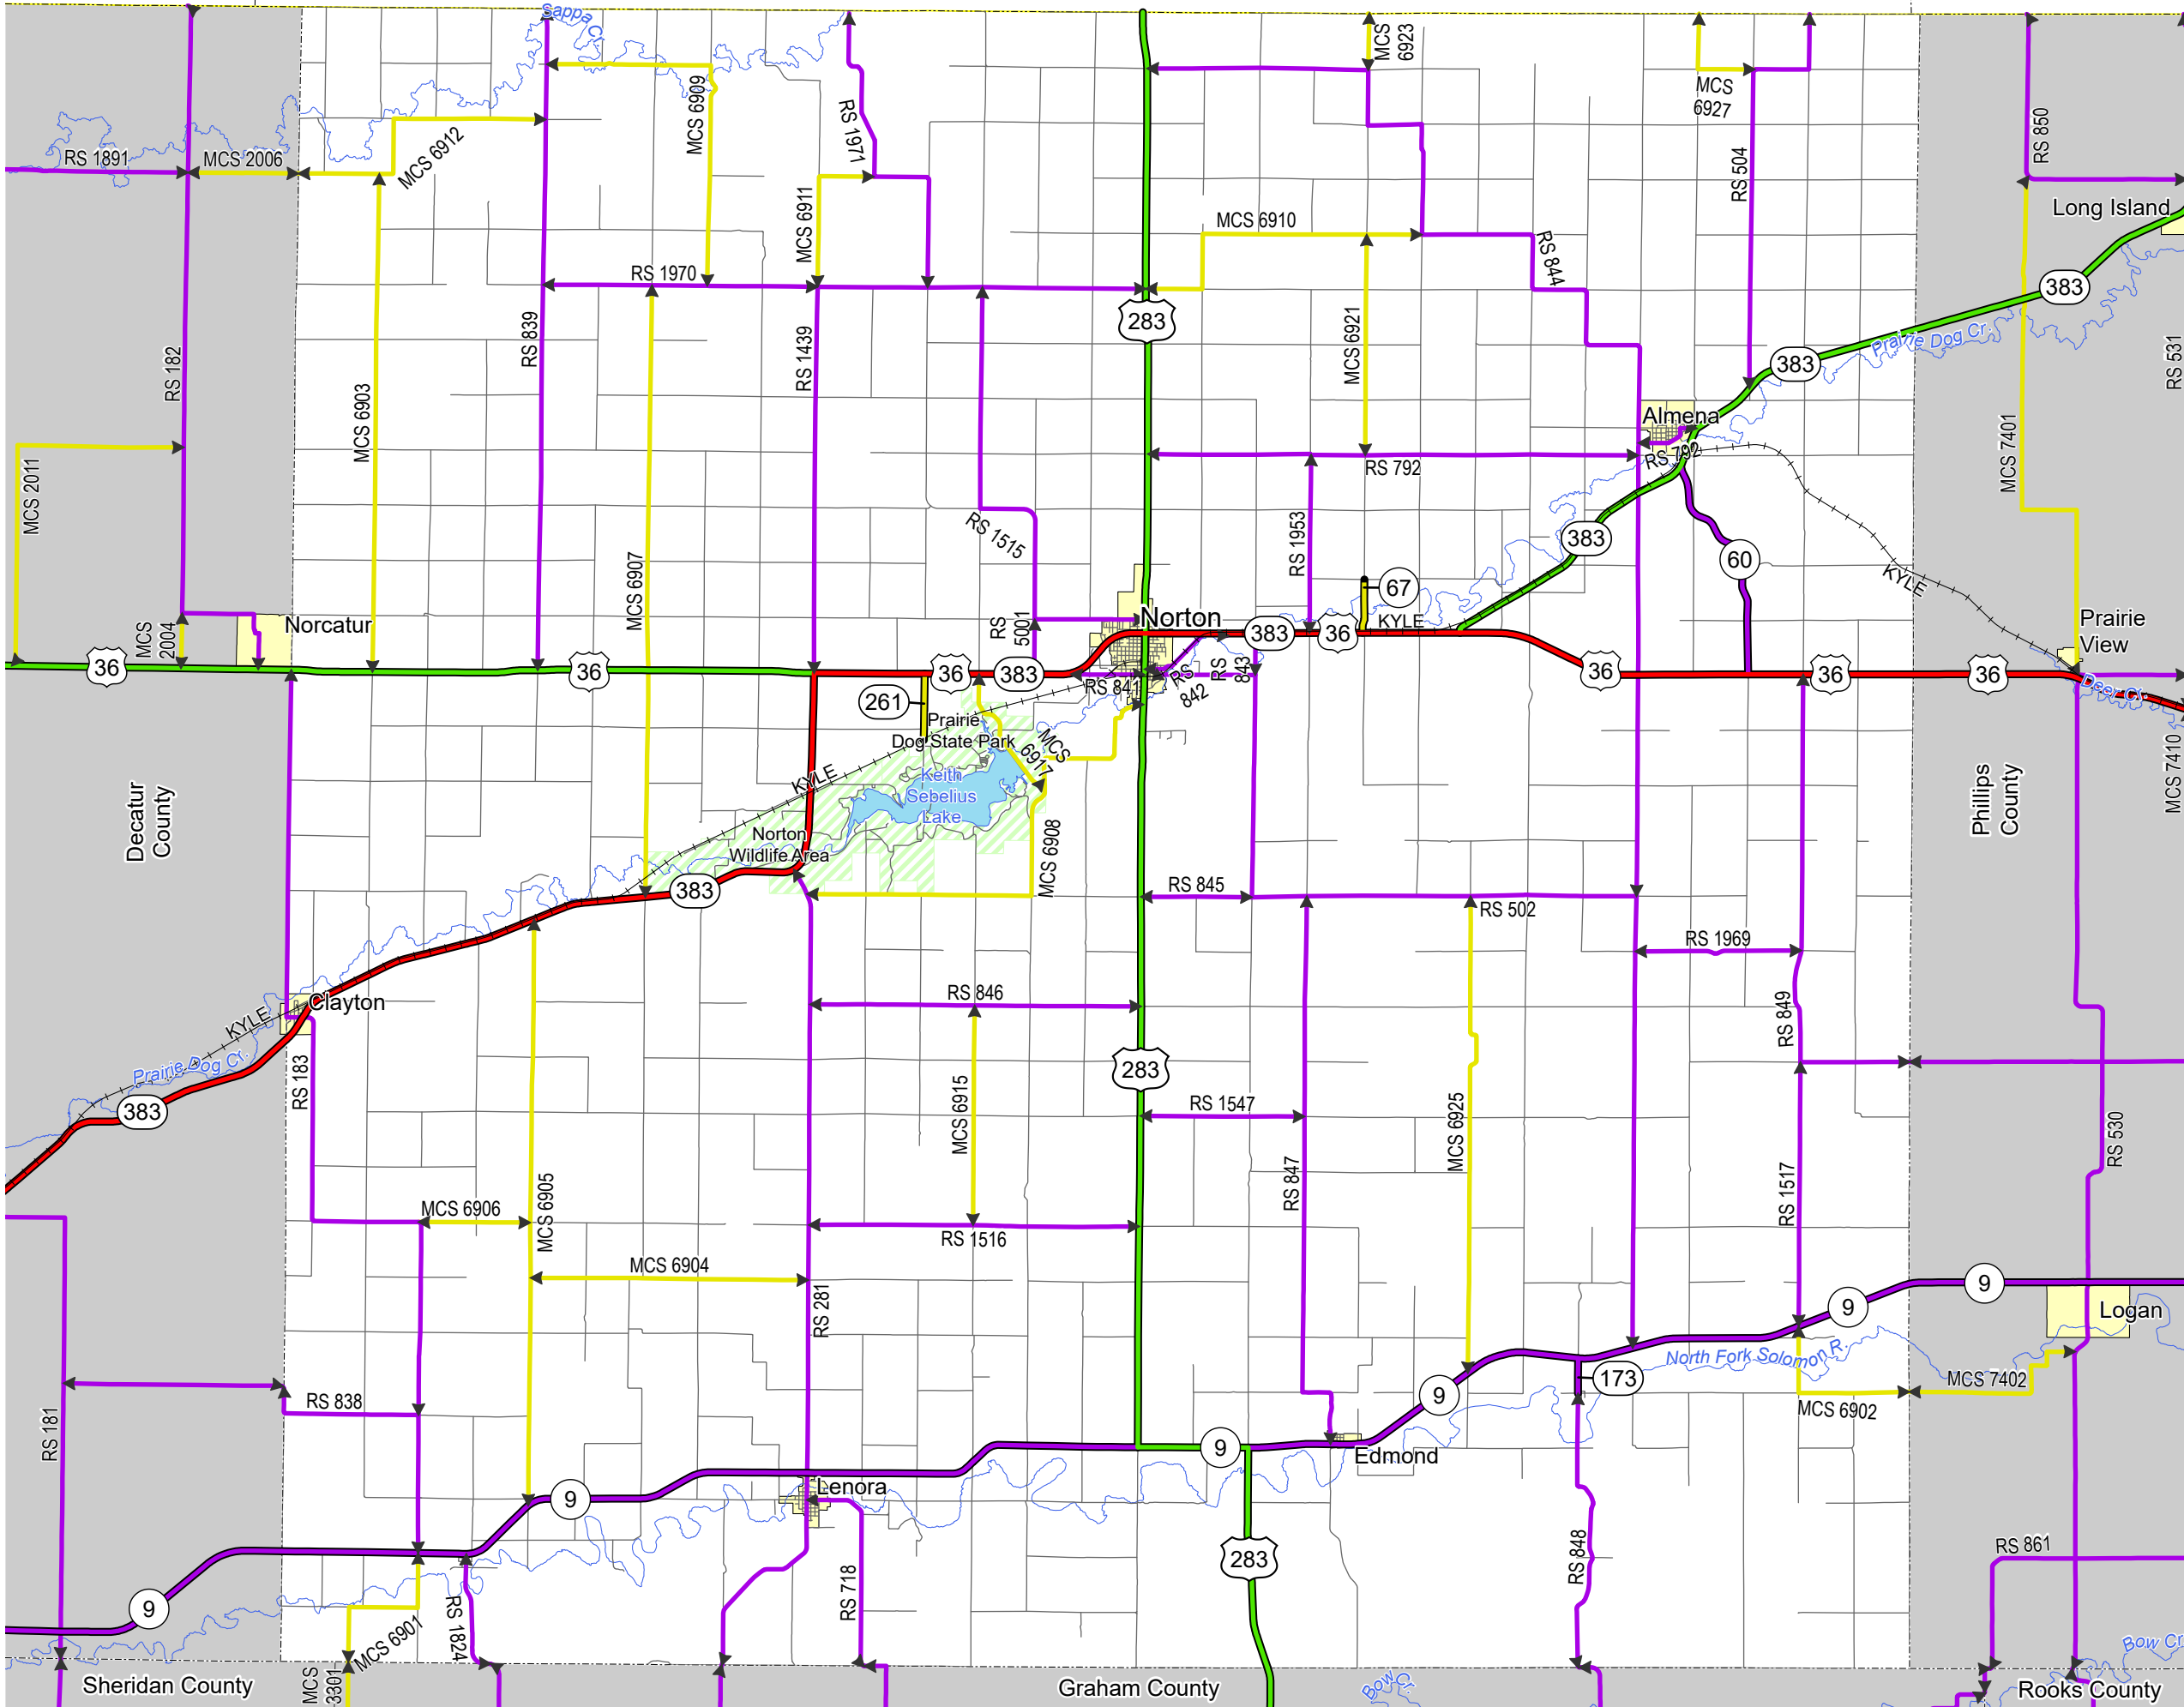 Sappa Cr.
MCS
6923
MCS 6909
RS 1971
MCS
6927
RS 850
RS 1891
MCS 2006
MCS 6912
RS 504
Long Island
MCS 6911
MCS 6910
RS 844
RS 1970
383
283
RS 839
RS 1439
MCS 6921
Prairie Dog Cr.
RS 531
RS 182
383
MCS 6903
Almena
MCS 7401
RS 792
RS 792
MCS 2011
RS 1515
RS 1953
383
60
MCS 6907
KYLE
67
Norcatur
MCS
2004
RS
5001
Norton
KYLE
383
36
Prairie
View
36
36
36
383
RS 841
RS
842
RS
843
36
36
36
Deer Cr.
261
Prairie
Dog State Park
MCS
6917
KYLE
Keith
Sebelius
Lake
Decatur
County
Phillips
County
MCS 7410
Norton
Wildlife Area
MCS 6908
383
RS 845
RS 502
RS 1969
Clayton
RS 846
RS 849
KYLE
Prairie Dog Cr.
RS 183
283
383
MCS 6915
RS 1547
MCS 6925
RS 530
MCS 6905
RS 847
RS 1517
MCS 6906
RS 1516
MCS 6904
RS 281
9
9
Logan
North Fork Solomon R.
173
MCS 7402
RS 838
9
MCS 6902
RS 181
9
Edmond
Lenora
9
283
RS 848
RS 861
RS 718
9
RS 1824
MCS 6901
Bow Cr.
Sheridan County
MCS
3301
Graham County
Bow Cr.
Rooks County